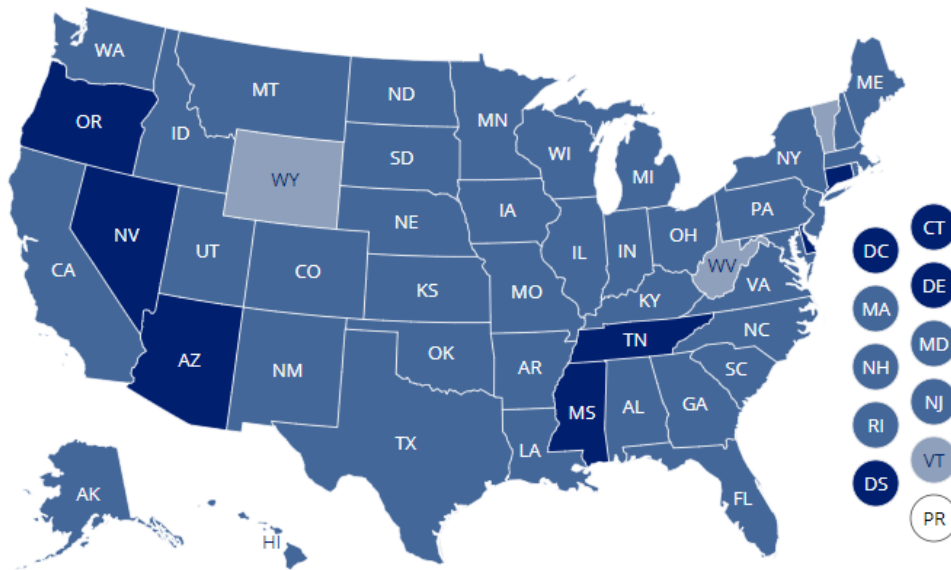 WA
MT
ND
MN
ME
OR
ID
SD
WI
MI
NY
WY
NE
IA
PA
NV
UT
CO
IL
IN
OH
WV
VA
CA
KS
MO
KY
NC
AZ
NM
OK
AR
TN
SC
MS
AL
GA
TX
LA
FL
AK
HI
CT
DC
DE
MA
MD
NH
NJ
RI
VT
DS
PR